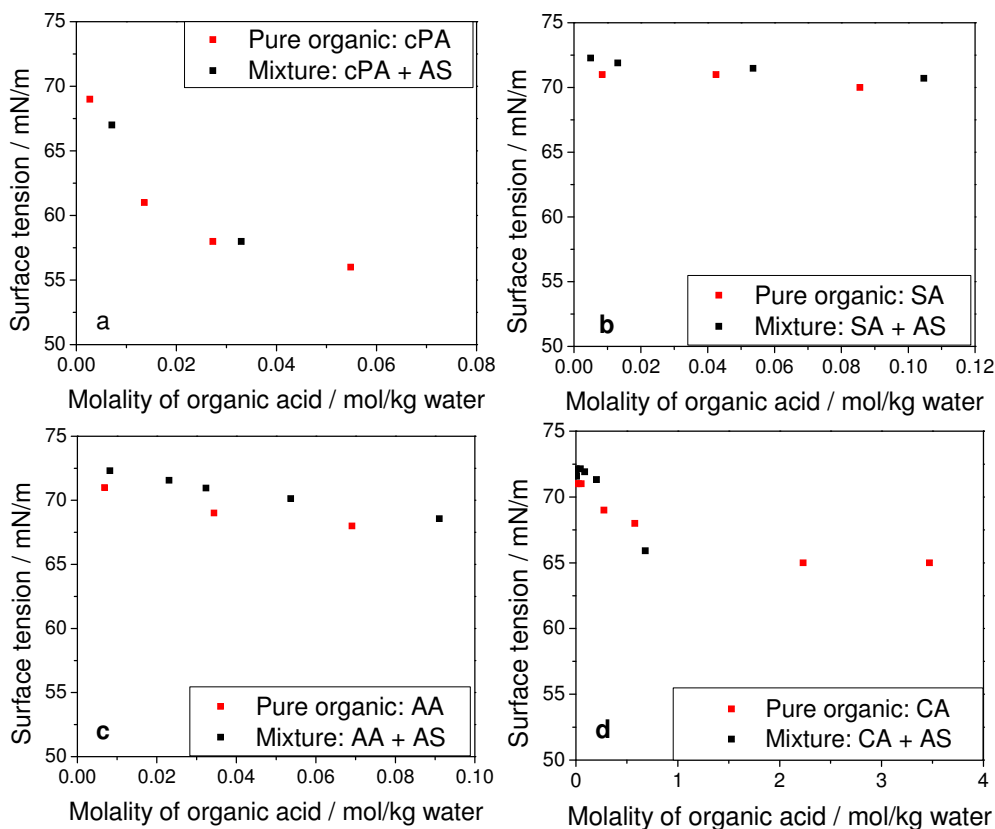 75
70
65
60
55
50
Surface tension / mN/m
Pure organic: cPA
Mixture: cPA + AS
a
0.00
0.02
0.04
0.06
0.08
Molality of organic acid / mol/kg water
75
70
65
60
55
50
Surface tension / mN/m
Pure organic: SA
Mixture: SA + AS
b
0.00
0.02
0.04
0.06
0.08
0.10
0.12
Molality of organic acid / mol/kg water
75
70
65
60
55
50
Surface tension / mN/m
Pure organic: AA
Mixture: AA + AS
c
0.00
0.02
0.04
0.06
0.08
0.10
Molality of organic acid / mol/kg water
75
70
65
60
55
50
Surface tension / mN/m
Pure organic: CA
Mixture: CA + AS
d
0
1
2
3
4
Molality of organic acid / mol/kg water